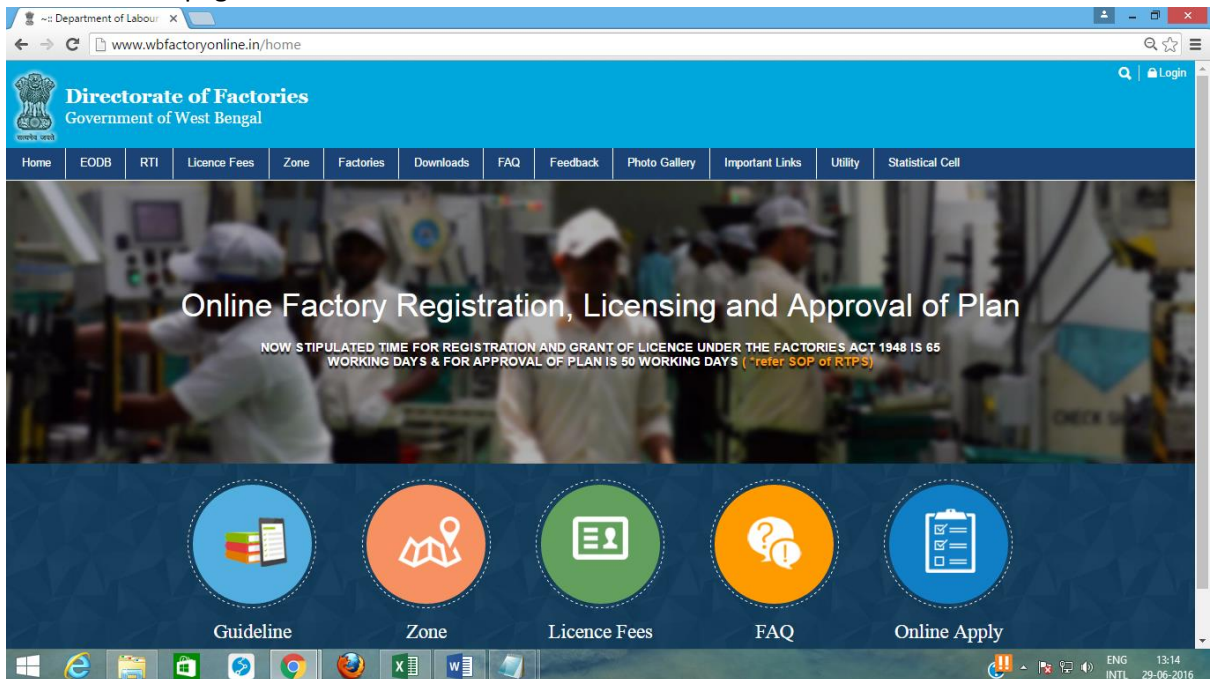 ~:: Department of Labour
www.wbfactoryonline.in/home
Login
Directorate of Factories
Government of West Bengal
सत्यमेव जयते
Home EODB RTI Licence Fees Zone Factories Downloads FAQ Feedback Photo Gallery Important Links Utility Statistical Cell
Online Factory Registration, Licensing and Approval of Plan
NOW STIPULATED TIME FOR REGISTRATION AND GRANT OF LICENCE UNDER THE FACTORIES ACT 1948 IS 65
WORKING DAYS & FOR APPROVAL OF PLAN IS 50 WORKING DAYS ( *refer SOP of RTPS)
Guideline Zone Licence Fees FAQ Online Apply
ENG 13:14
INTL 29-06-2016